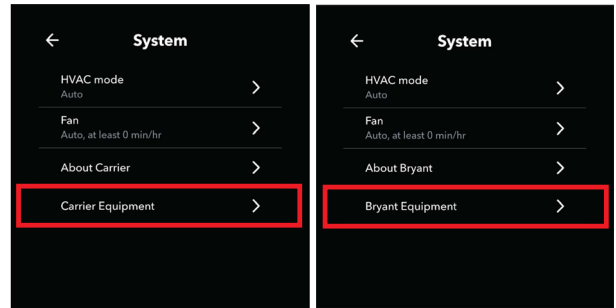 System
HVAC mode
Auto
Fan
Auto, at least 0 min/hr
About Carrier
Carrier Equipment
System
HVAC mode
Auto
Fan
Auto, at least 0 min/hr
About Bryant
Bryant Equipment